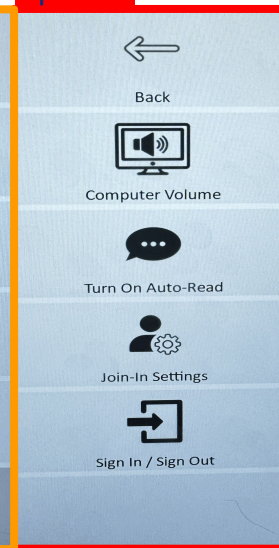 Back
Computer Volume
Turn On Auto-Read
Join-In Settings
Sign In / Sign Out